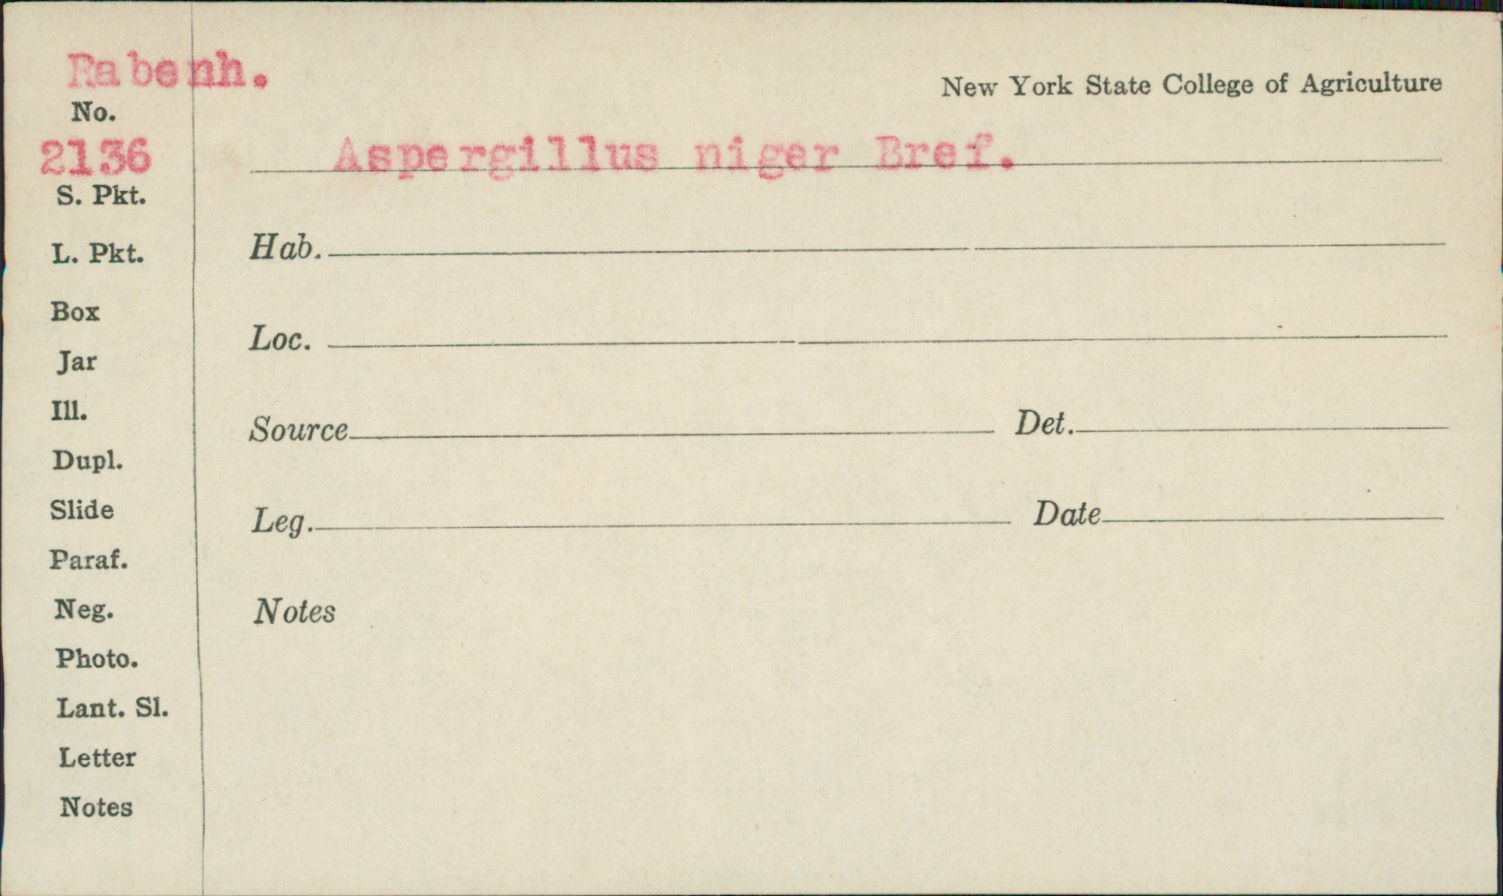 Rabenh.
New York State College of Agriculture
No.
2136
Aspergillus niger Bref.
S. Pkt.
L. Pkt.
Hab.
Box
Loc.
Jar
Ill.
Source Det.
Dupl.
Slide
Leg. Date
Paraf.
Neg.
Notes
Photo.
Lant. Sl.
Letter
Notes